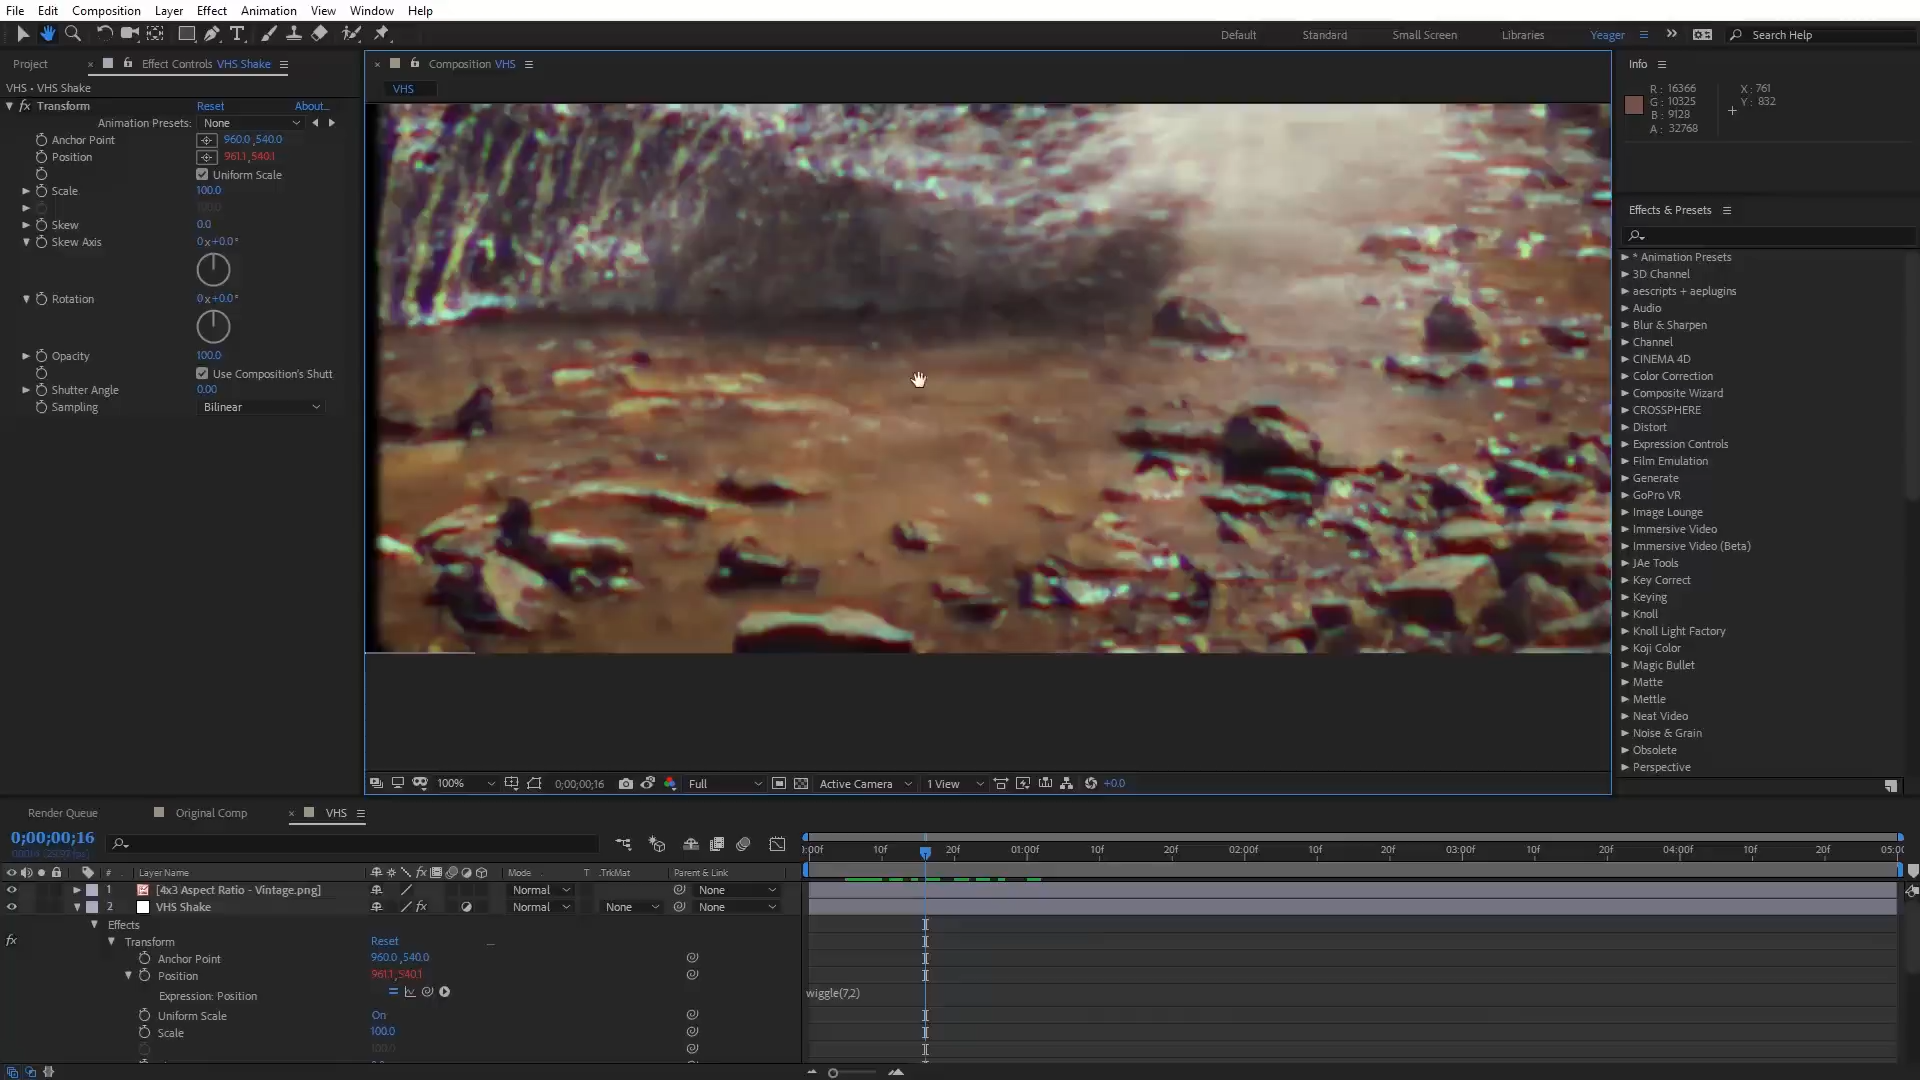 File Edit Composition Layer Effect Animation View Window Help
Default Standard Small Screen Libraries Yeager Search Help
Project Effect Controls VHS Shake
VHS • VHS Shake
Transform Reset About...
Animation Presets: None
Anchor Point 960.0,540.0
Position 961.1,540.1
Uniform Scale
Scale 100.0
100.0
Skew 0.0
Skew Axis 0x+0.0°
Rotation 0x+0.0°
Opacity 100.0
Use Composition's Shutt
Shutter Angle 0.00
Sampling Bilinear
Composition VHS
VHS
100% 0;00;00;16 Full Active Camera 1 View +0.0
Info
R: 16366 X: 761
G: 10325 Y: 832
B: 9128
A: 32768
Effects & Presets
* Animation Presets
3D Channel
aescripts + aeplugins
Audio
Blur & Sharpen
Channel
CINEMA 4D
Color Correction
Composite Wizard
CROSSPHERE
Distort
Expression Controls
Film Emulation
Generate
GoPro VR
Image Lounge
Immersive Video
Immersive Video (Beta)
JAe Tools
Key Correct
Keying
Knoll
Knoll Light Factory
Koji Color
Magic Bullet
Matte
Mettle
Neat Video
Noise & Grain
Obsolete
Perspective
Render Queue Original Comp VHS
0;00;00;16
:00f 10f 20f 01:00f 10f 20f 02:00f 10f 20f 03:00f 10f 20f 04:00f 10f 20f 05:0
# Layer Name Mode T .TrkMat Parent & Link
1 [4x3 Aspect Ratio - Vintage.png] Normal None
2 VHS Shake Normal None None
Effects
Transform Reset
Anchor Point 960.0,540.0
Position 961.1,540.1
Expression: Position wiggle(7,2)
Uniform Scale On
Scale 100.0
100.0